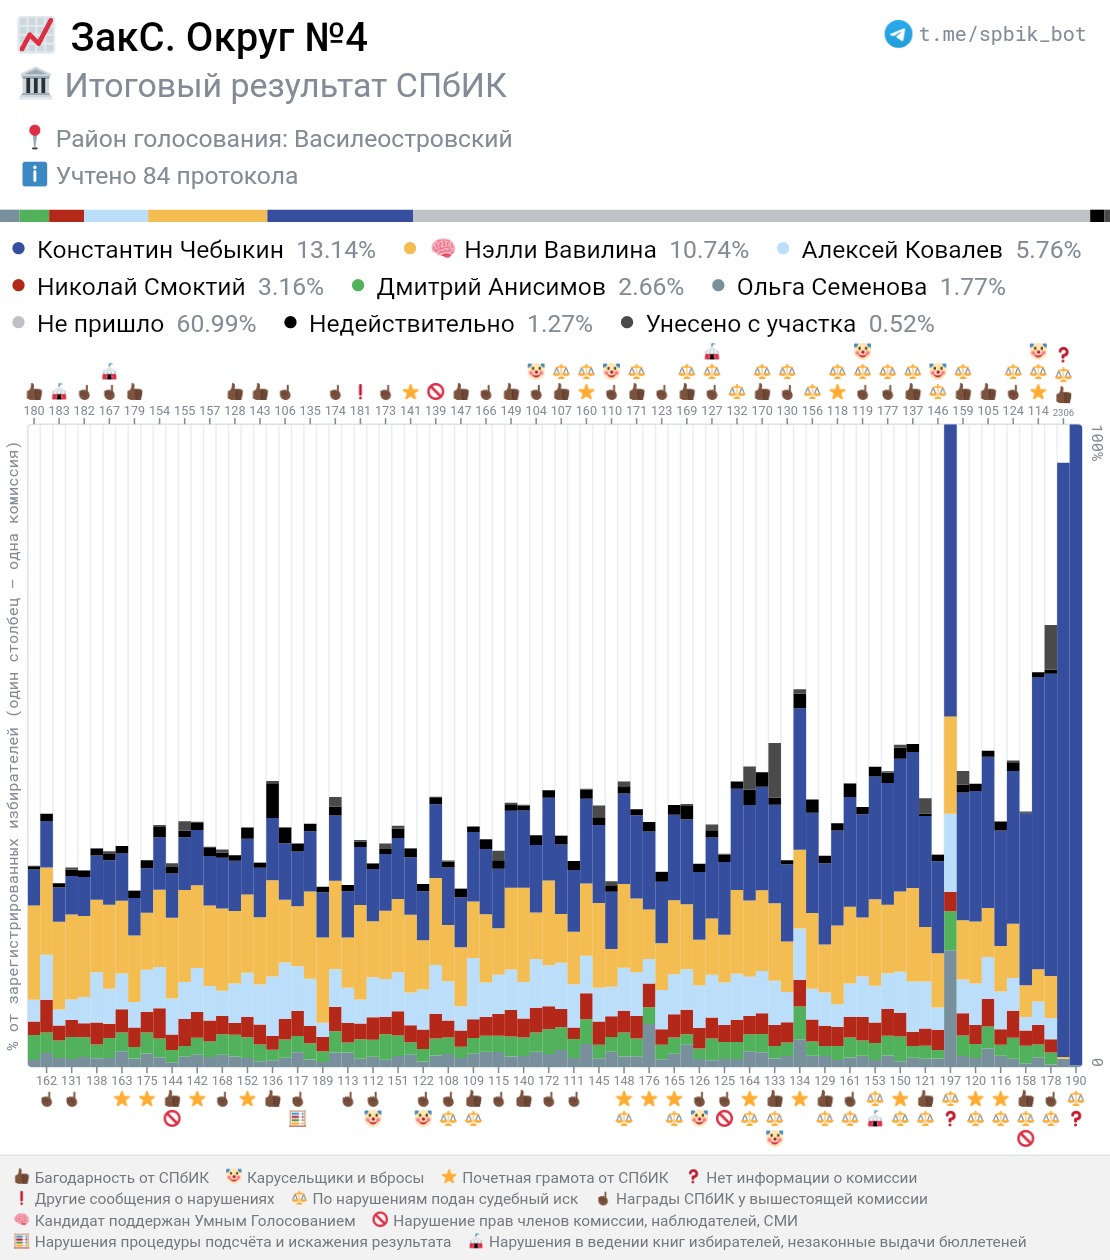 ЗакС. Округ №4
t.me/spbik_bot
Итоговый результат СПбИК
Район голосования: Василеостровский
Учтено 84 протокола
Константин Чебыкин 13.14% Нэлли Вавилина 10.74% Алексей Ковалев 5.76%
Николай Смоктий 3.16% Дмитрий Анисимов 2.66% Ольга Семенова 1.77%
Не пришло 60.99% Недействительно 1.27% Унесено с участка 0.52%
180 183 182 167 179 154 155 157 128 143 106 135 174 181 173 141 139 147 166 149 104 107 160 110 171 123 169 127 132 170 130 156 118 119 177 137 146 159 105 124 114 2306
100%
% от зарегистрированных избирателей (один столбец – одна комиссия)
0
162 131 138 163 175 144 142 168 152 136 117 189 113 112 151 122 108 109 115 140 172 111 145 148 176 165 126 125 164 133 134 129 161 153 150 121 197 120 116 158 178 190
Багодарность от СПбИК Карусельщики и вбросы Почетная грамота от СПбИК Нет информации о комиссии
Другие сообщения о нарушениях По нарушениям подан судебный иск Награды СПбИК у вышестоящей комиссии
Кандидат поддержан Умным Голосованием Нарушение прав членов комиссии, наблюдателей, СМИ
Нарушения процедуры подсчёта и искажения результата Нарушения в ведении книг избирателей, незаконные выдачи бюллетеней